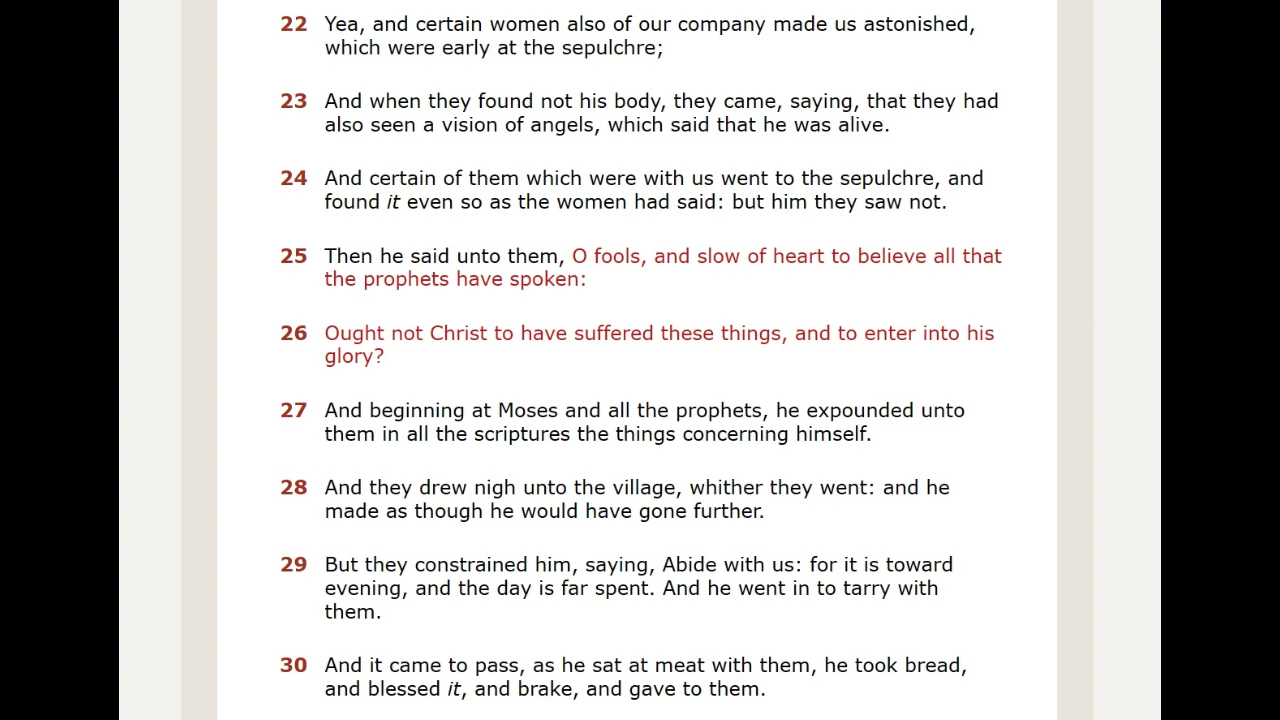 22 Yea, and certain women also of our company made us astonished,
which were early at the sepulchre;
23 And when they found not his body, they came, saying, that they had
also seen a vision of angels, which said that he was alive.
24 And certain of them which were with us went to the sepulchre, and
found it even so as the women had said: but him they saw not.
25 Then he said unto them, O fools, and slow of heart to believe all that
the prophets have spoken:
26 Ought not Christ to have suffered these things, and to enter into his
glory?
27 And beginning at Moses and all the prophets, he expounded unto
them in all the scriptures the things concerning himself.
28 And they drew nigh unto the village, whither they went: and he
made as though he would have gone further.
29 But they constrained him, saying, Abide with us: for it is toward
evening, and the day is far spent. And he went in to tarry with
them.
30 And it came to pass, as he sat at meat with them, he took bread,
and blessed it, and brake, and gave to them.